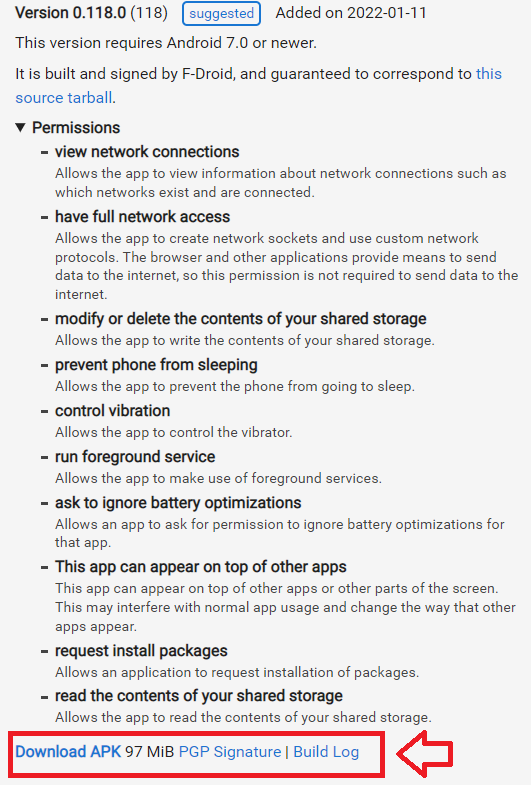 Version 0.118.0 (118) suggested Added on 2022-01-11
This version requires Android 7.0 or newer.
It is built and signed by F-Droid, and guaranteed to correspond to this
source tarball.
▼ Permissions
- view network connections
Allows the app to view information about network connections such as
which networks exist and are connected.
- have full network access
Allows the app to create network sockets and use custom network
protocols. The browser and other applications provide means to send
data to the internet, so this permission is not required to send data to the
internet.
- modify or delete the contents of your shared storage
Allows the app to write the contents of your shared storage.
- prevent phone from sleeping
Allows the app to prevent the phone from going to sleep.
- control vibration
Allows the app to control the vibrator.
- run foreground service
Allows the app to make use of foreground services.
- ask to ignore battery optimizations
Allows an app to ask for permission to ignore battery optimizations for
that app.
- This app can appear on top of other apps
This app can appear on top of other apps or other parts of the screen.
This may interfere with normal app usage and change the way that other
apps appear.
- request install packages
Allows an application to request installation of packages.
- read the contents of your shared storage
Allows the app to read the contents of your shared storage.
Download APK 97 MiB PGP Signature | Build Log